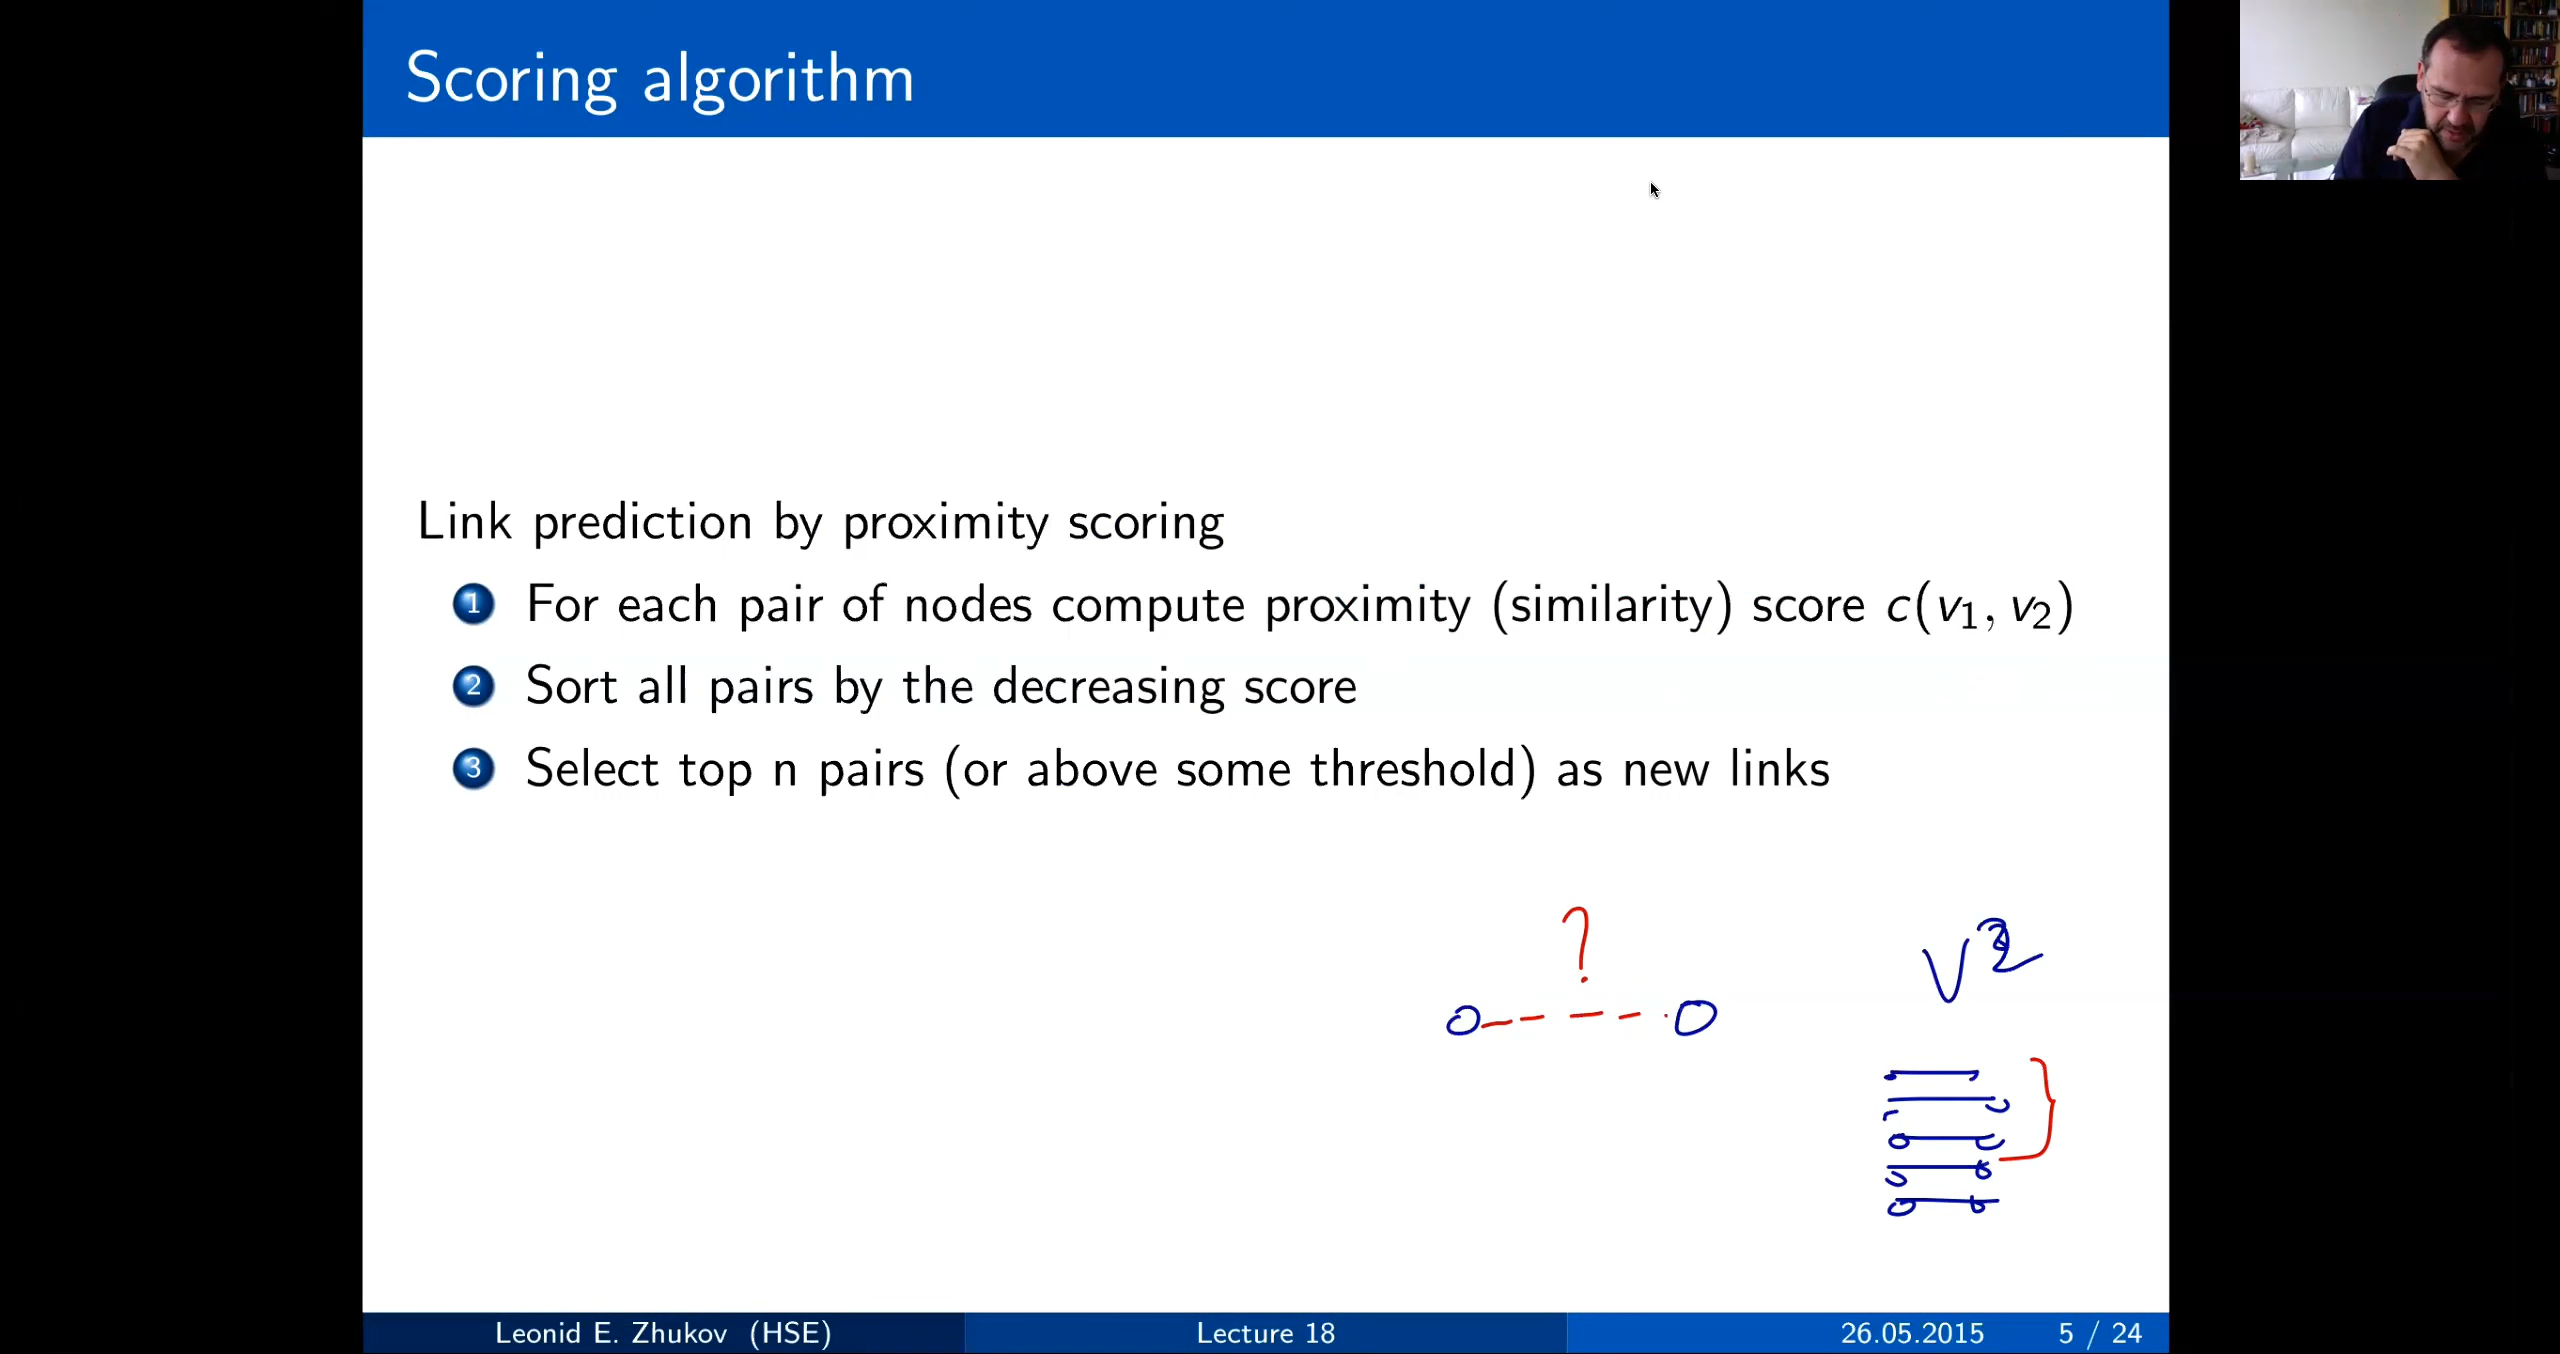 Scoring algorithm
Link prediction by proximity scoring
1 For each pair of nodes compute proximity (similarity) score c(v₁, v₂)
2 Sort all pairs by the decreasing score
3 Select top n pairs (or above some threshold) as new links
?
V²
Leonid E. Zhukov (HSE) Lecture 18 26.05.2015 5 / 24